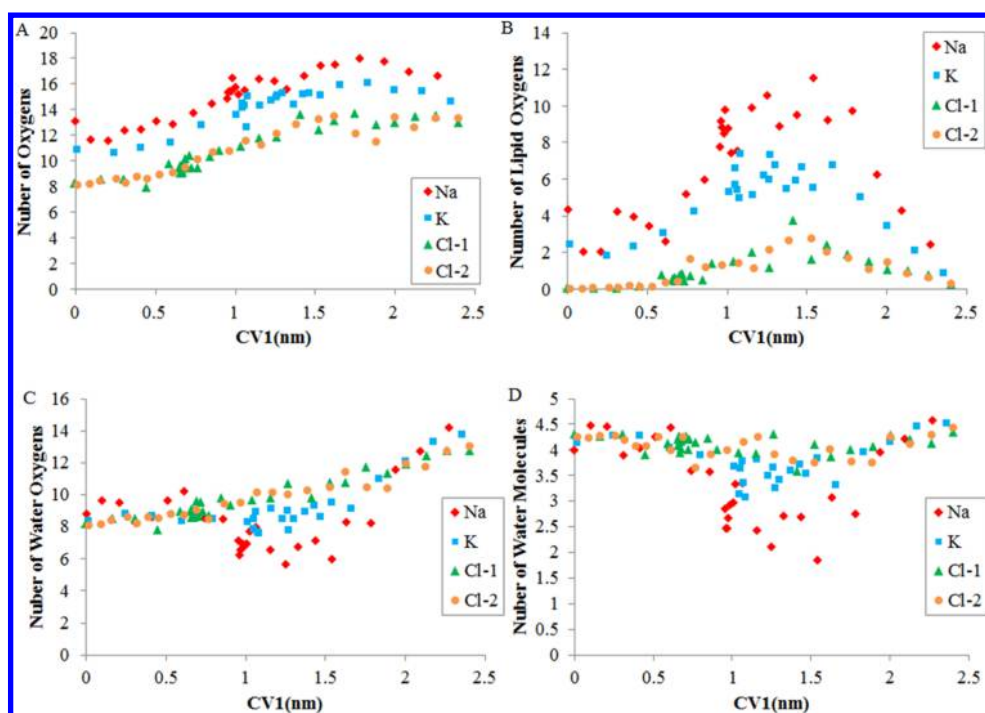 A
Nuber of Oxygens
20
18
16
14
12
10
8
6
4
2
0
0 0.5 1 1.5 2 2.5
CV1(nm)
Na
K
Cl-1
Cl-2
B
Number of Lipid Oxygens
14
12
10
8
6
4
2
0
0 0.5 1 1.5 2 2.5
CV1(nm)
Na
K
Cl-1
Cl-2
C
Nuber of Water Oxygens
16
14
12
10
8
6
4
2
0
0 0.5 1 1.5 2 2.5
CV1(nm)
Na
K
Cl-1
Cl-2
D
Nuber of Water Molecules
5
4.5
4
3.5
3
2.5
2
1.5
1
0.5
0
0 0.5 1 1.5 2 2.5
CV1(nm)
Na
K
Cl-1
Cl-2